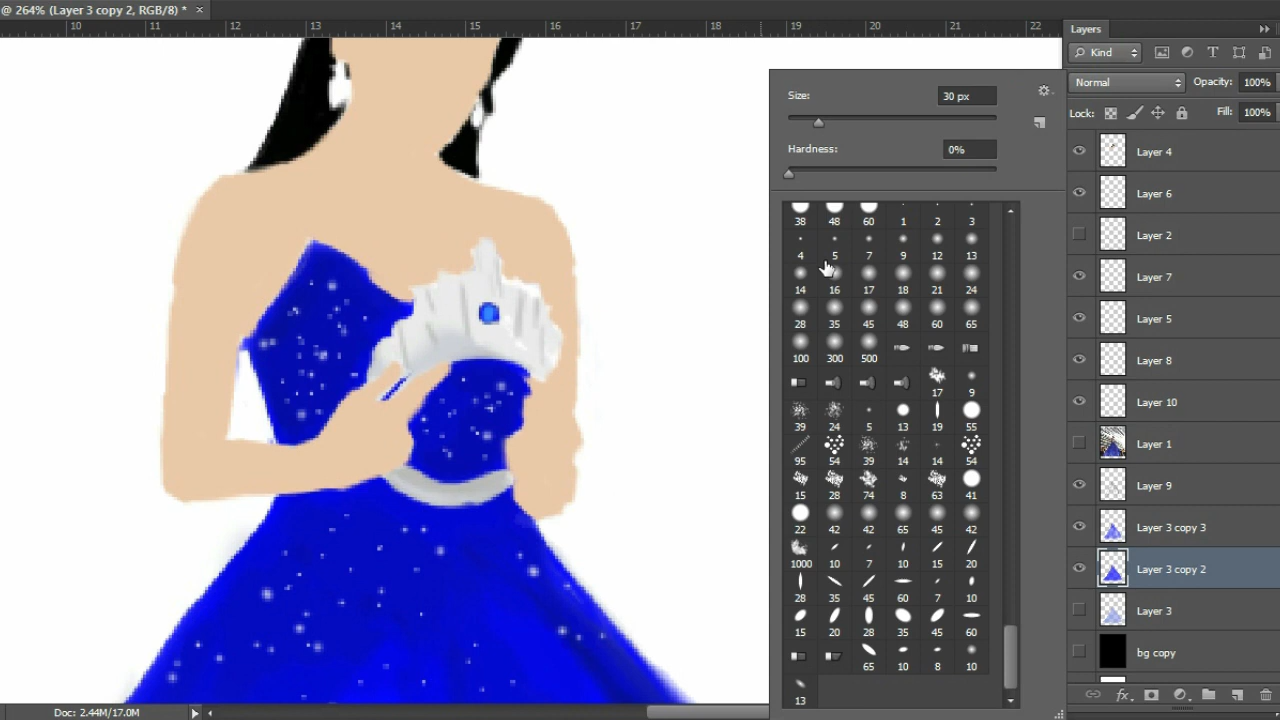 @ 264% (Layer 3 copy 2, RGB/8) * ×
10 11 12 13 14 15 16 17 18 19 20 21 22
Layers
Kind
Normal Opacity: 100%
Lock: Fill: 100%
Size: 30 px
Hardness: 0%
38 48 60 1 2 3
4 5 7 9 12 13
14 16 17 18 21 24
28 35 45 48 60 65
100 300 500
17 9
39 24 5 13 19 55
95 54 39 14 14 54
15 28 74 8 63 41
22 42 42 65 45 42
1000 10 7 10 15 20
28 35 45 60 7 10
15 20 28 35 45 60
65 10 8 10
13
Layer 4
Layer 6
Layer 2
Layer 7
Layer 5
Layer 8
Layer 10
Layer 1
Layer 9
Layer 3 copy 3
Layer 3 copy 2
Layer 3
bg copy
fx
Doc: 2.44M/17.0M